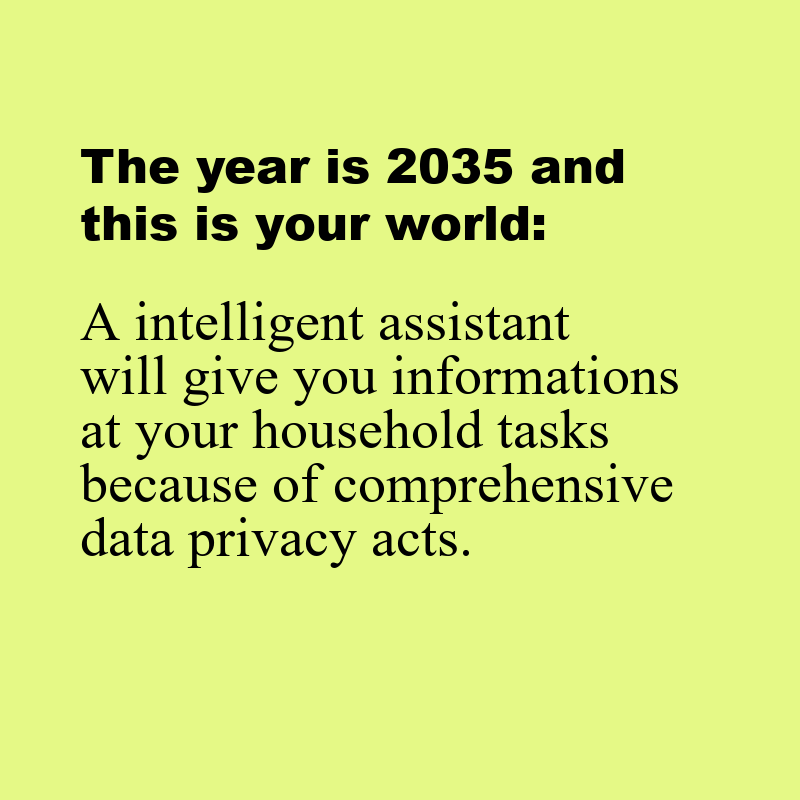 The year is 2035 and
this is your world:
A intelligent assistant
will give you informations
at your household tasks
because of comprehensive
data privacy acts.